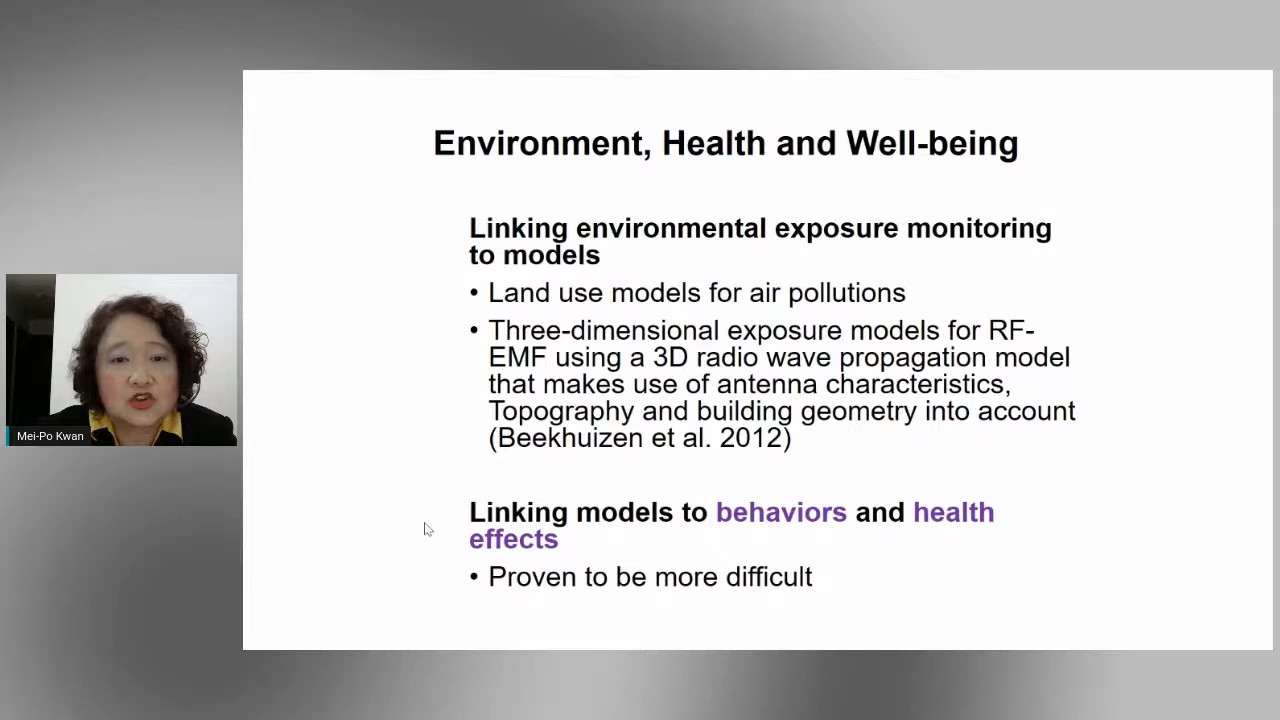 Environment, Health and Well-being
Linking environmental exposure monitoring
to models
• Land use models for air pollutions
• Three-dimensional exposure models for RF-
EMF using a 3D radio wave propagation model
that makes use of antenna characteristics,
Topography and building geometry into account
(Beekhuizen et al. 2012)
Linking models to behaviors and health
effects
• Proven to be more difficult
Mei-Po Kwan